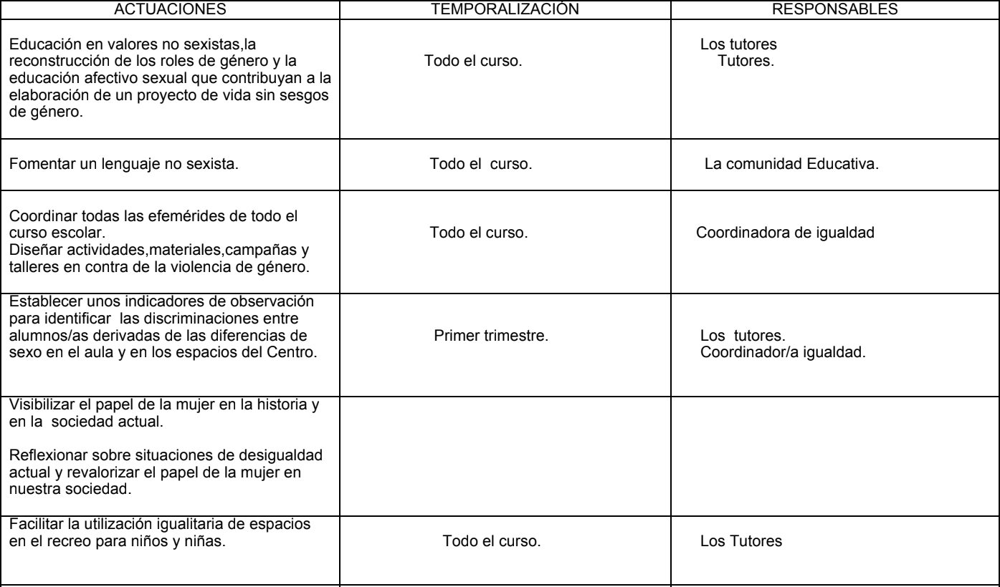 ACTUACIONES TEMPORALIZACIÓN RESPONSABLES
Educación en valores no sexistas,la
reconstrucción de los roles de género y la
educación afectivo sexual que contribuyan a la
elaboración de un proyecto de vida sin sesgos
de género.
Todo el curso.
Los tutores
Tutores.
Fomentar un lenguaje no sexista.
Todo el  curso.
La comunidad Educativa.
Coordinar todas las efemérides de todo el
curso escolar.
Diseñar actividades,materiales,campañas y
talleres en contra de la violencia de género.
Todo el curso.
Coordinadora de igualdad
Establecer unos indicadores de observación
para identificar  las discriminaciones entre
alumnos/as derivadas de las diferencias de
sexo en el aula y en los espacios del Centro.
Primer trimestre.
Los  tutores.
Coordinador/a igualdad.
Visibilizar el papel de la mujer en la historia y
en la  sociedad actual.
Reflexionar sobre situaciones de desigualdad
actual y revalorizar el papel de la mujer en
nuestra sociedad.
Facilitar la utilización igualitaria de espacios
en el recreo para niños y niñas.
Todo el curso.
Los Tutores